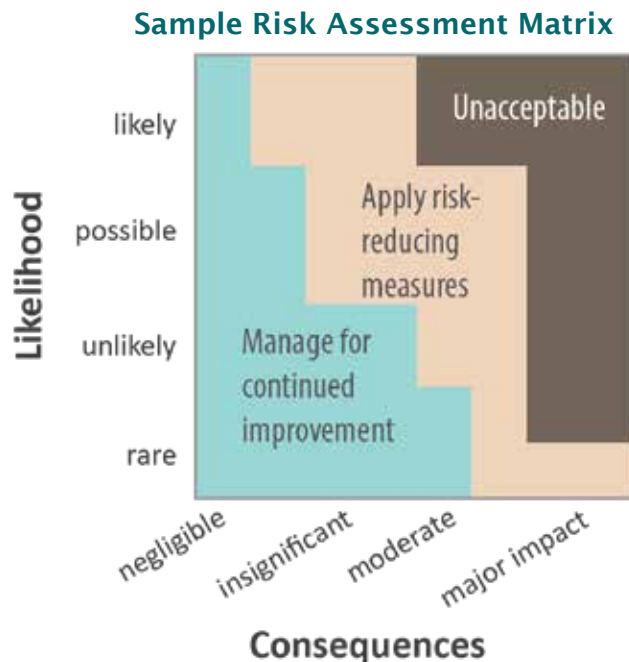 Sample Risk Assessment Matrix
Likelihood
likely
possible
unlikely
rare
Unacceptable
Apply risk-
reducing
measures
Manage for
continued
improvement
negligible
insignificant
moderate
major impact
Consequences